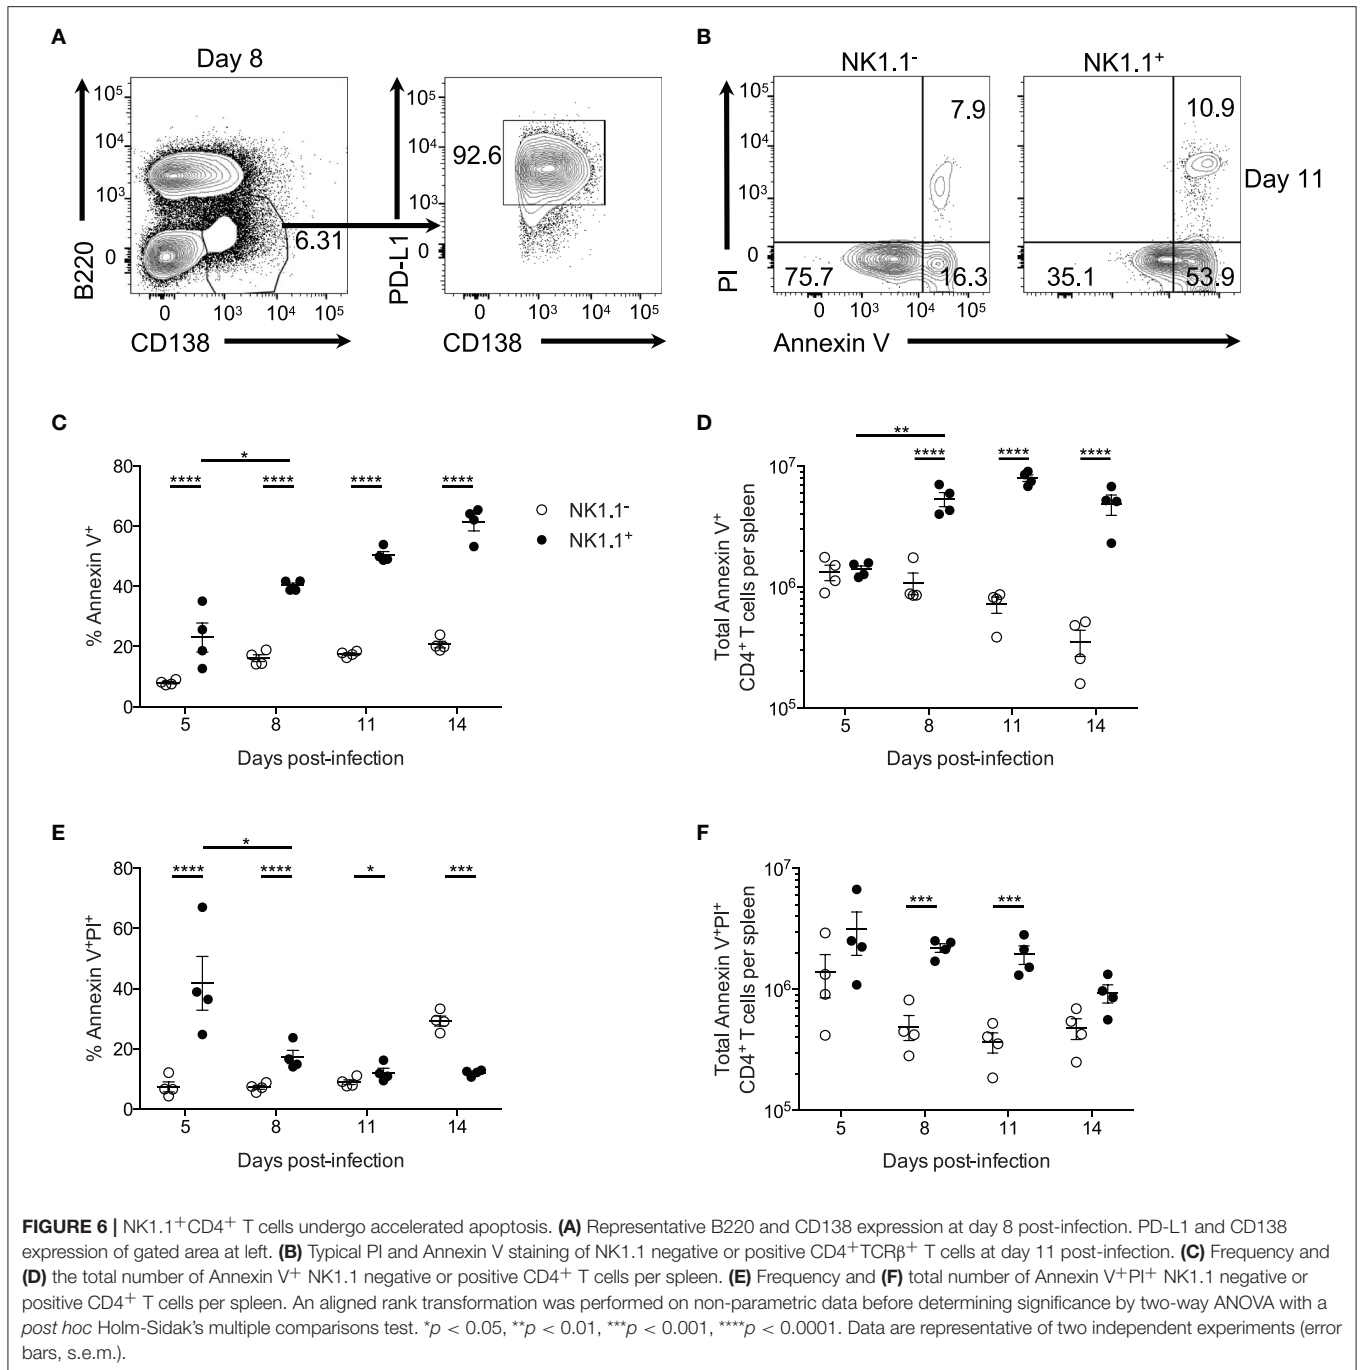 A
Day 8
B220
10⁵
10⁴
10³
0
0 10³ 10⁴ 10⁵
6.31
CD138
PD-L1
10⁵
10⁴
10³
0
92.6
0 10³ 10⁴ 10⁵
CD138
B
NK1.1⁻
NK1.1⁺
PI
10⁵
10⁴
10³
0
7.9
75.7
16.3
10.9
35.1
53.9
Day 11
0 10³ 10⁴ 10⁵
0 10³ 10⁴ 10⁵
Annexin V
C
% Annexin V⁺
80
60
40
20
0
*
**** **** **** ****
5 8 11 14
Days post-infection
NK1.1⁻
NK1.1⁺
D
Total Annexin V⁺
CD4⁺ T cells per spleen
10⁷
10⁶
10⁵
**
**** **** ****
5 8 11 14
Days post-infection
E
% Annexin V⁺PI⁺
80
60
40
20
0
*
**** **** * ***
5 8 11 14
Days post-infection
F
Total Annexin V⁺PI⁺
CD4⁺ T cells per spleen
10⁷
10⁶
10⁵
*** ***
5 8 11 14
Days post-infection
FIGURE 6 | NK1.1⁺CD4⁺ T cells undergo accelerated apoptosis. (A) Representative B220 and CD138 expression at day 8 post-infection. PD-L1 and CD138
expression of gated area at left. (B) Typical PI and Annexin V staining of NK1.1 negative or positive CD4⁺TCRβ⁺ T cells at day 11 post-infection. (C) Frequency and
(D) the total number of Annexin V⁺ NK1.1 negative or positive CD4⁺ T cells per spleen. (E) Frequency and (F) total number of Annexin V⁺PI⁺ NK1.1 negative or
positive CD4⁺ T cells per spleen. An aligned rank transformation was performed on non-parametric data before determining significance by two-way ANOVA with a
post hoc Holm-Sidak's multiple comparisons test. *p < 0.05, **p < 0.01, ***p < 0.001, ****p < 0.0001. Data are representative of two independent experiments (error
bars, s.e.m.).